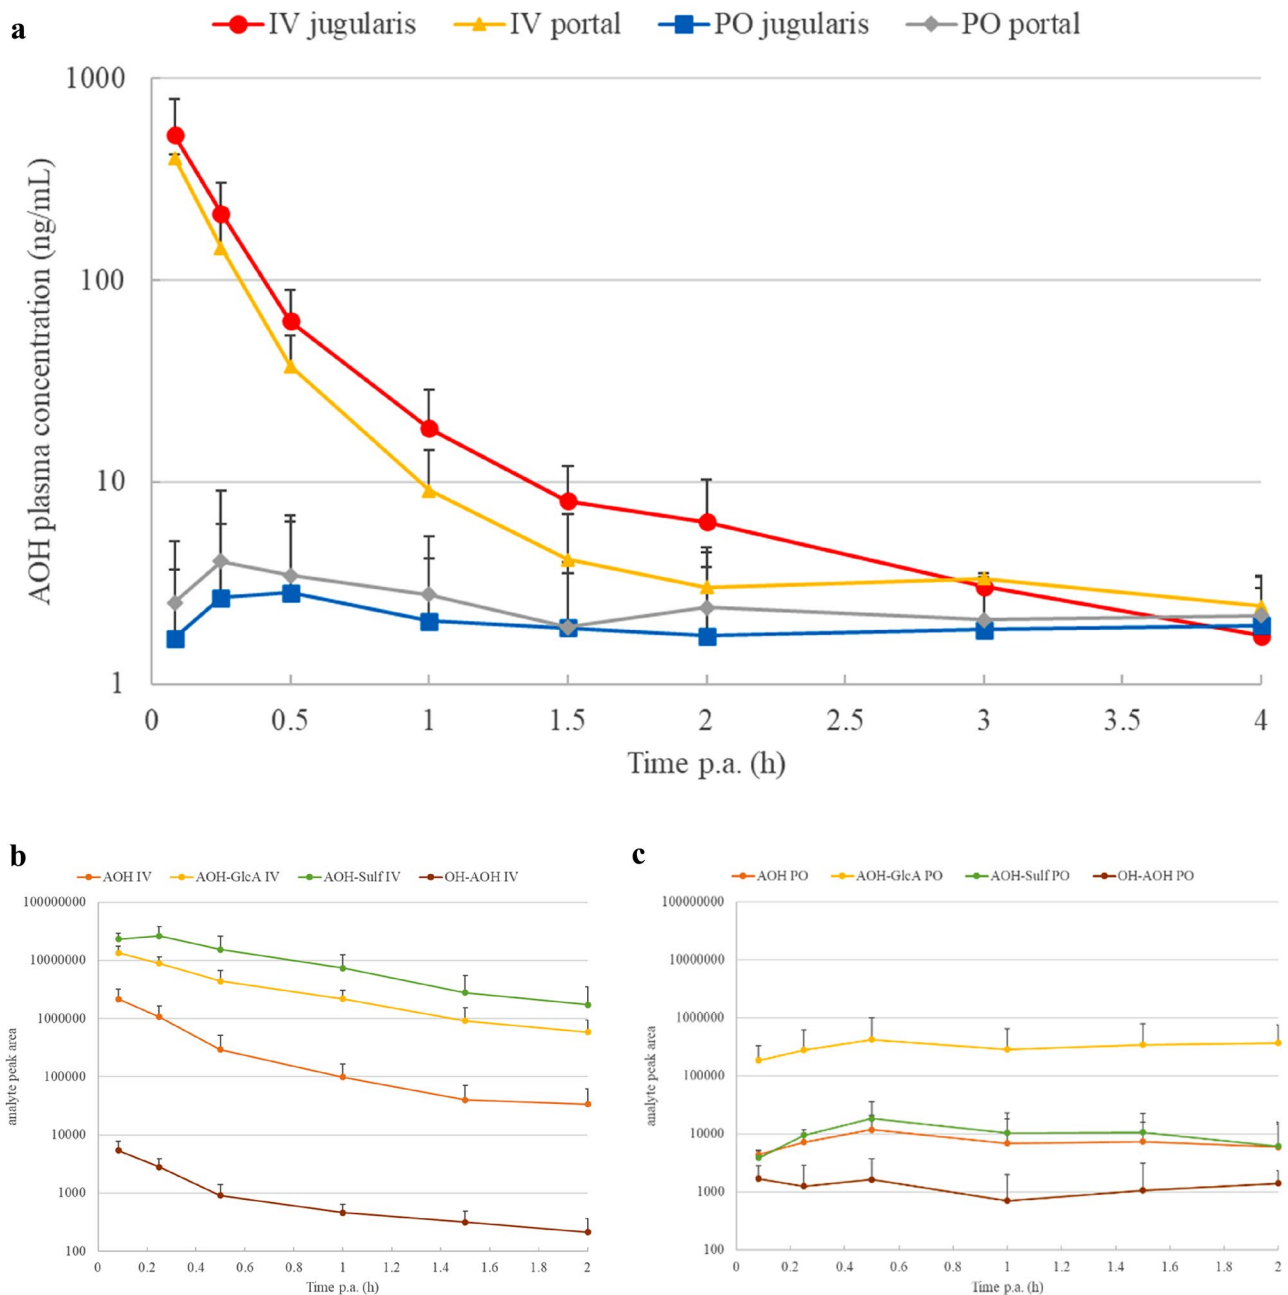 a
IV jugularis IV portal PO jugularis PO portal
AOH plasma concentration (ng/mL)
1000
100
10
1
0 0.5 1 1.5 2 2.5 3 3.5 4
Time p.a. (h)
b
AOH IV AOH-GlcA IV AOH-Sulf IV OH-AOH IV
analyte peak area
100000000
10000000
1000000
100000
10000
1000
100
0 0.2 0.4 0.6 0.8 1 1.2 1.4 1.6 1.8 2
Time p.a. (h)
c
AOH PO AOH-GlcA PO AOH-Sulf PO OH-AOH PO
analyte peak area
100000000
10000000
1000000
100000
10000
1000
100
0 0.2 0.4 0.6 0.8 1 1.2 1.4 1.6 1.8 2
Time p.a. (h)